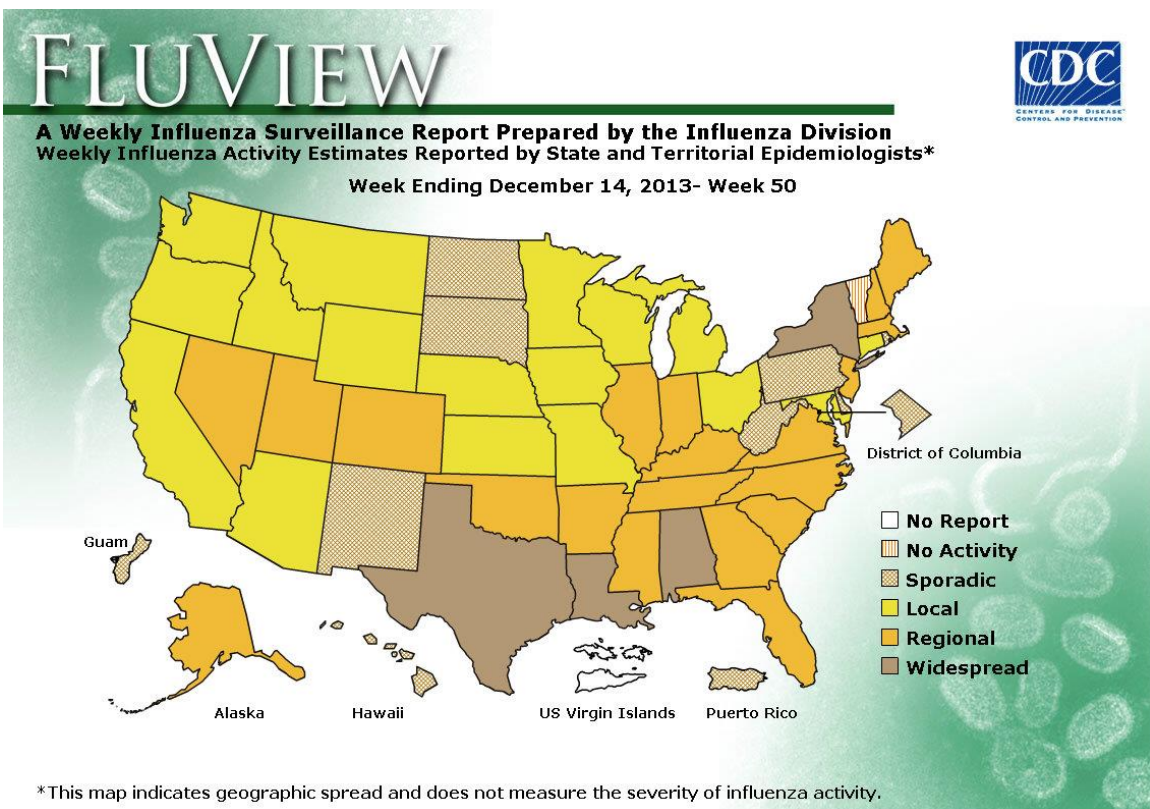 FLUVIEW
CDC
CENTERS FOR DISEASE
CONTROL AND PREVENTION
A Weekly Influenza Surveillance Report Prepared by the Influenza Division
Weekly Influenza Activity Estimates Reported by State and Territorial Epidemiologists*
Week Ending December 14, 2013- Week 50
District of Columbia
No Report
No Activity
Sporadic
Local
Regional
Widespread
Guam
Alaska
Hawaii
US Virgin Islands
Puerto Rico
*This map indicates geographic spread and does not measure the severity of influenza activity.